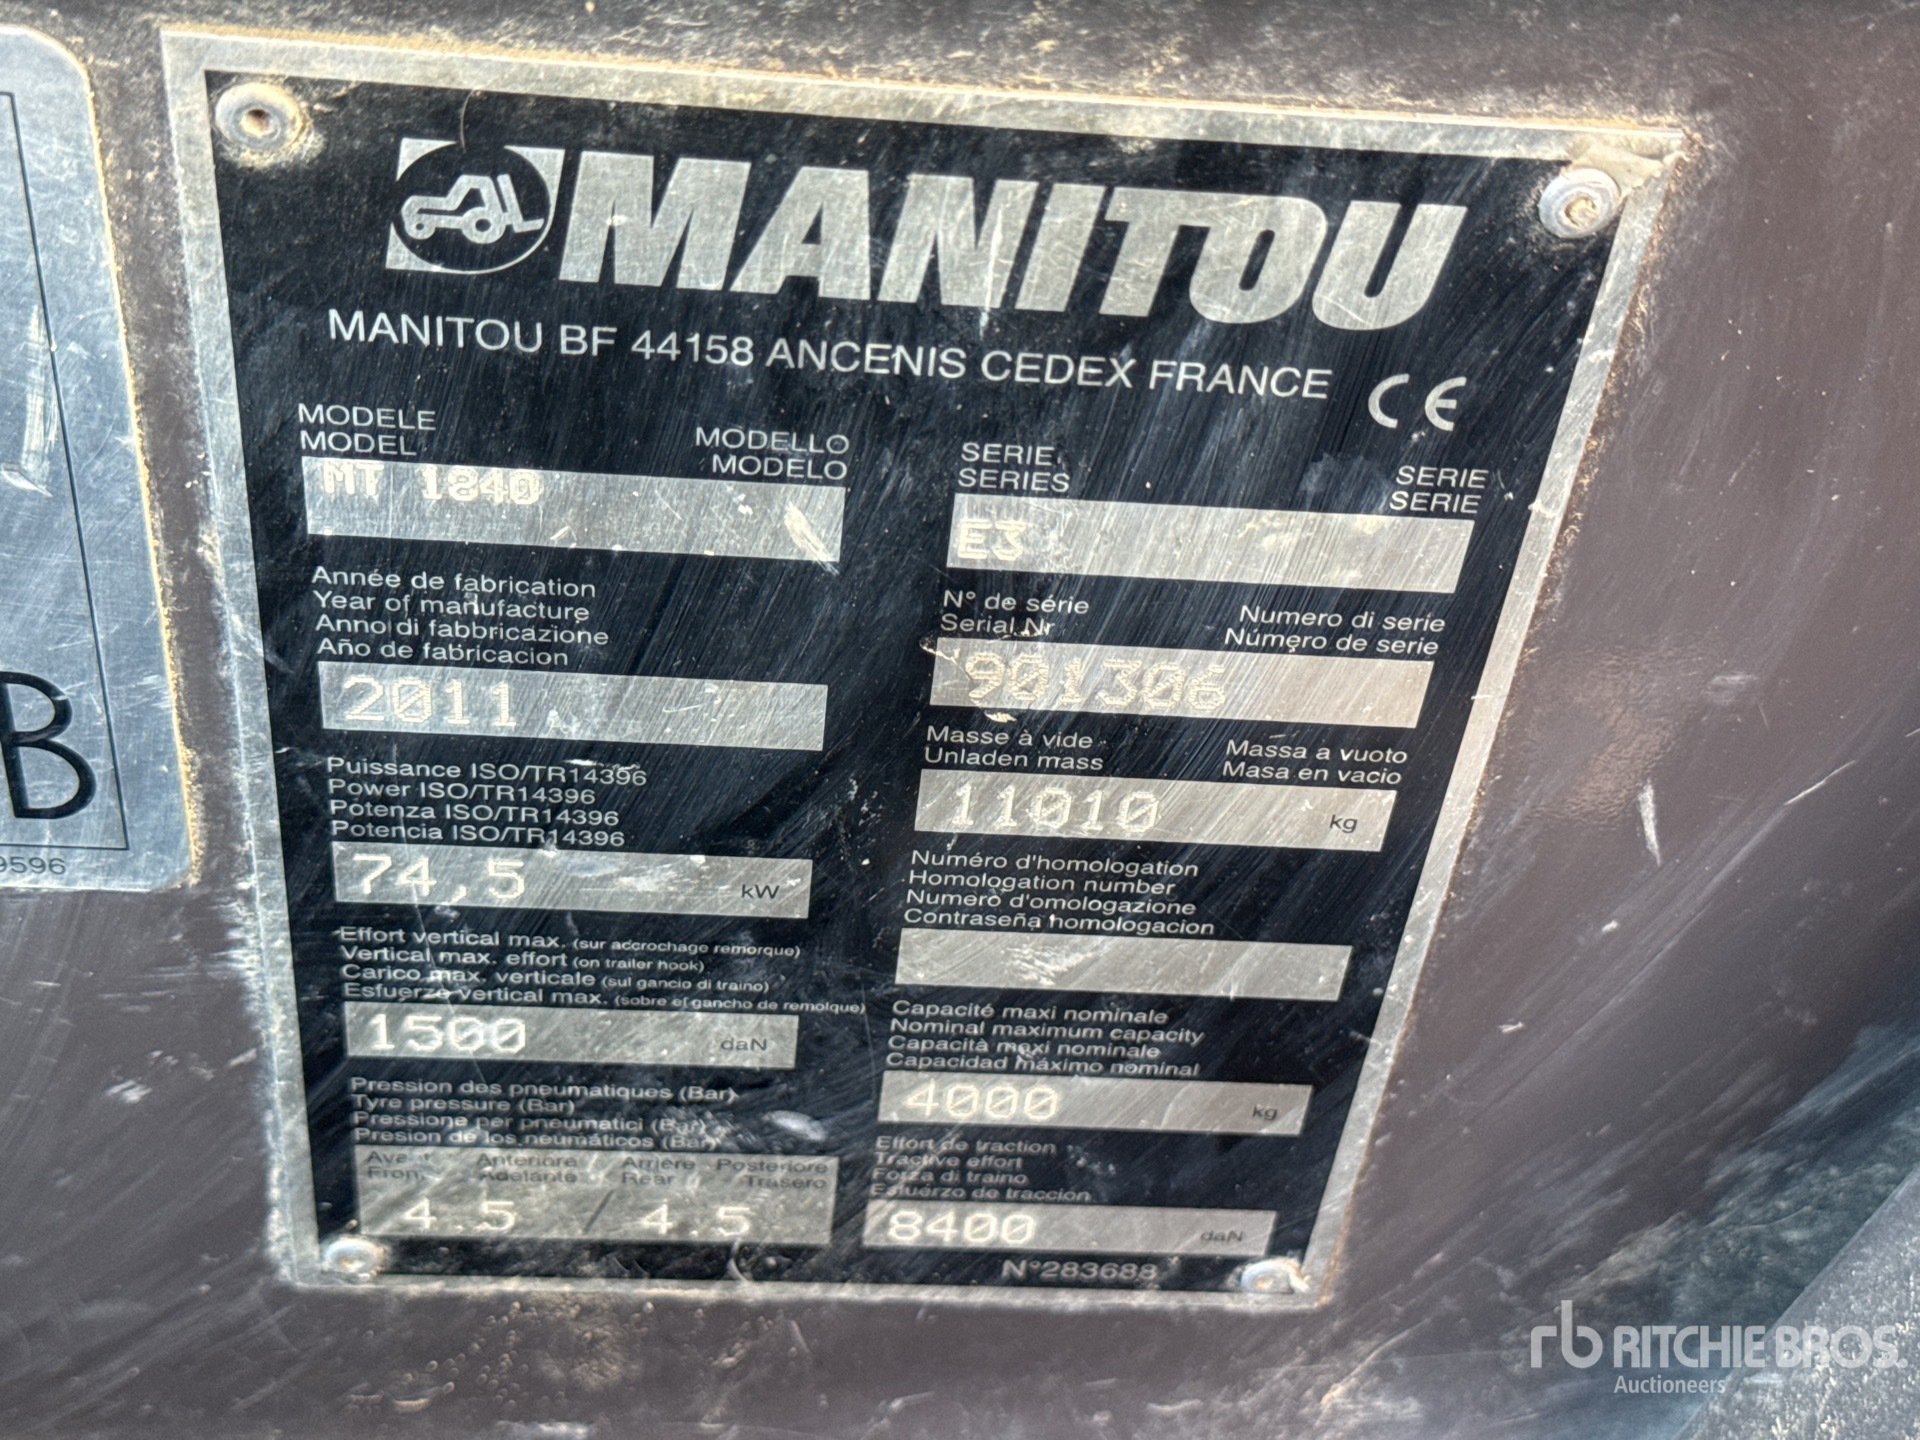 MANITOU
MANITOU BF 44158 ANCENIS CEDEX FRANCE CE
MODELE
MODEL
MODELLO
MODELO
MT 1840
Année de fabrication
Year of manufacture
Anno di fabbricazione
Año de fabricacion
2011
Puissance ISO/TR14396
Power ISO/TR14396
Potenza ISO/TR14396
Potencia ISO/TR14396
74,5 kW
Effort vertical max. (sur accrochage remorque)
Vertical max. effort (on trailer hook)
Carico max. verticale (sul gancio di traino)
Esfuerzo vertical max. (sobre el gancho de remolque)
1500 daN
Pression des pneumatiques (Bar)
Tyre pressure (Bar)
Pressione per pneumatici (Bar)
Presion de los neumáticos (Bar)
Avant Anteriore Arrière Posteriore
Front Adelante Rear Trasero
4.5 / 4.5
SERIE
SERIES
SERIE
SERIE
E3
N° de série
Serial Nr
Numero di serie
Número de serie
901306
Masse à vide
Unladen mass
Massa a vuoto
Masa en vacio
11010 kg
Numéro d'homologation
Homologation number
Numero d'omologazione
Contraseña homologacion
Capacité maxi nominale
Nominal maximum capacity
Capacità maxi nominale
Capacidad máximo nominal
4000 kg
Effort de traction
Tractive effort
Forza di traino
Esfuerzo de traccion
8400 daN
N°283688
B
9596
rb RITCHIE BROS.
Auctioneers